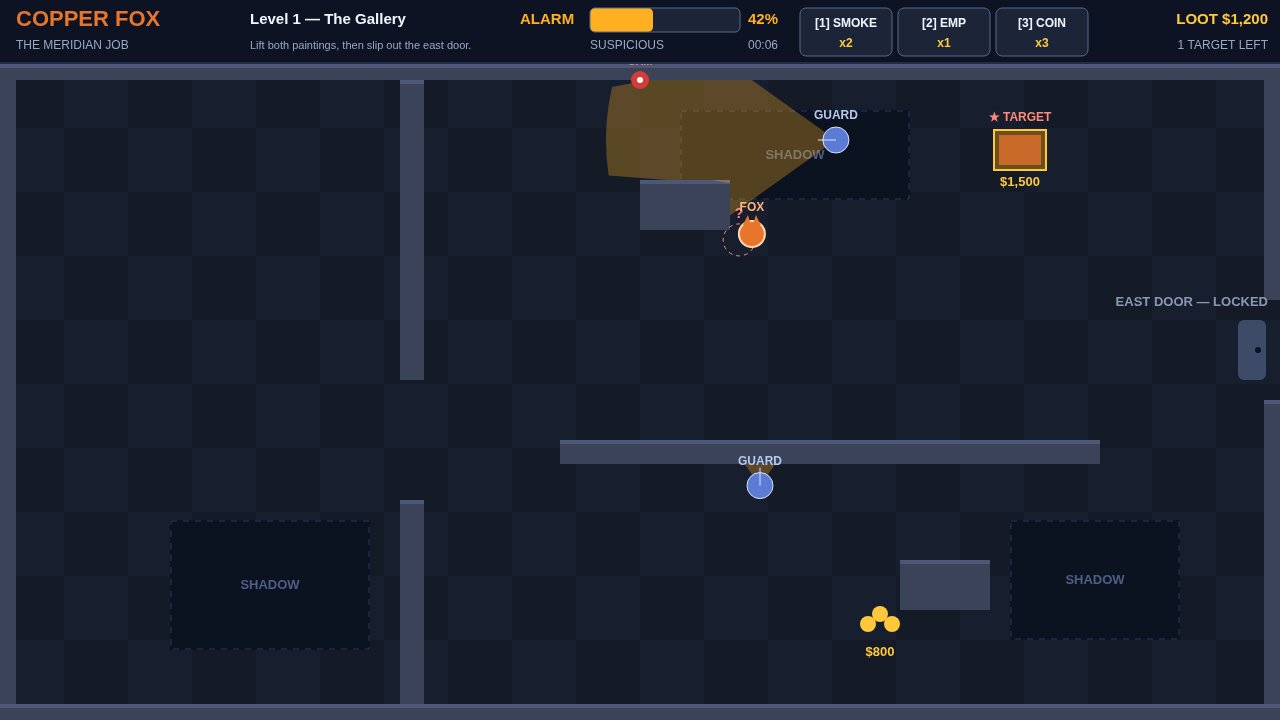 COPPER FOX
THE MERIDIAN JOB
Level 1 — The Gallery
Lift both paintings, then slip out the east door.
ALARM
42%
SUSPICIOUS
00:06
[1] SMOKE
x2
[2] EMP
x1
[3] COIN
x3
LOOT $1,200
1 TARGET LEFT
GUARD
★ TARGET
SHADOW
$1,500
FOX
?
EAST DOOR — LOCKED
GUARD
SHADOW
SHADOW
$800